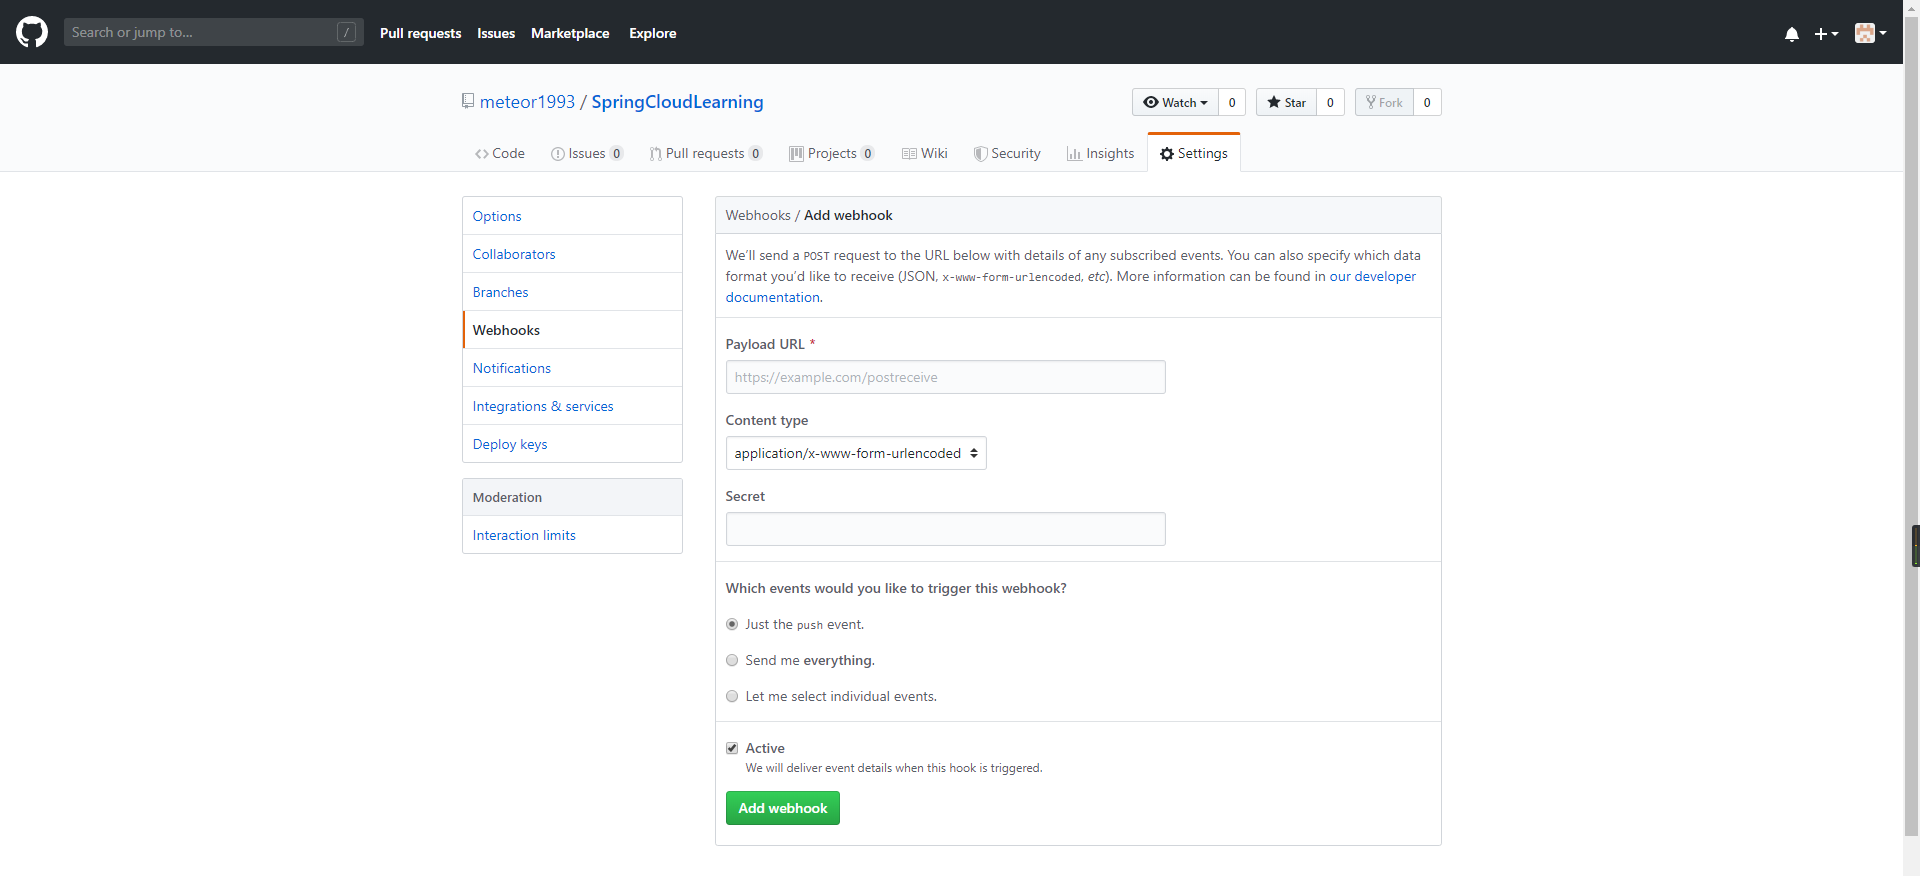 Search or jump to... /
Pull requests Issues Marketplace Explore
meteor1993 / SpringCloudLearning
Watch 0 Star 0 Fork 0
Code Issues 0 Pull requests 0 Projects 0 Wiki Security Insights Settings
Options
Collaborators
Branches
Webhooks
Notifications
Integrations & services
Deploy keys
Moderation
Interaction limits
Webhooks / Add webhook
We’ll send a POST request to the URL below with details of any subscribed events. You can also specify which data
format you’d like to receive (JSON, x-www-form-urlencoded, etc). More information can be found in our developer
documentation.
Payload URL *
https://example.com/postreceive
Content type
application/x-www-form-urlencoded
Secret
Which events would you like to trigger this webhook?
Just the push event.
Send me everything.
Let me select individual events.
Active
We will deliver event details when this hook is triggered.
Add webhook